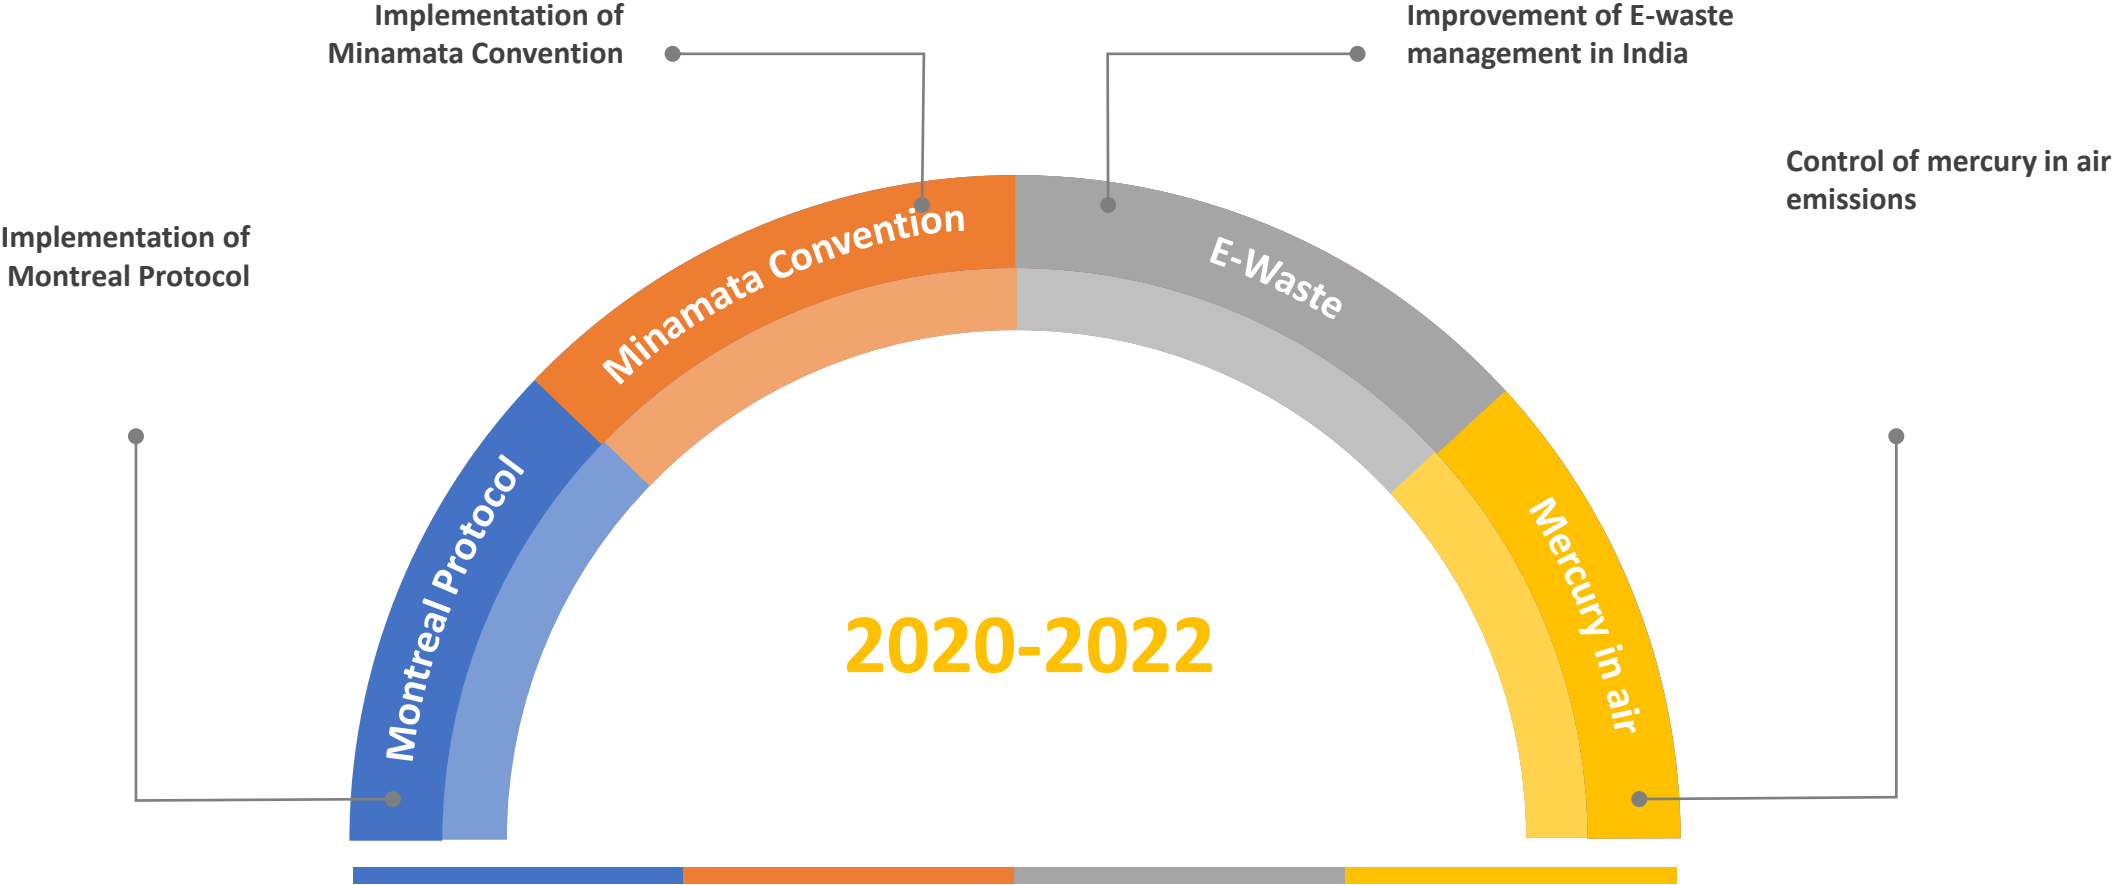 Implementation of
Minamata Convention
Improvement of E-waste
management in India
Control of mercury in air
emissions
Implementation of
Montreal Protocol
Minamata Convention
E-Waste
Montreal Protocol
Mercury in air
2020-2022